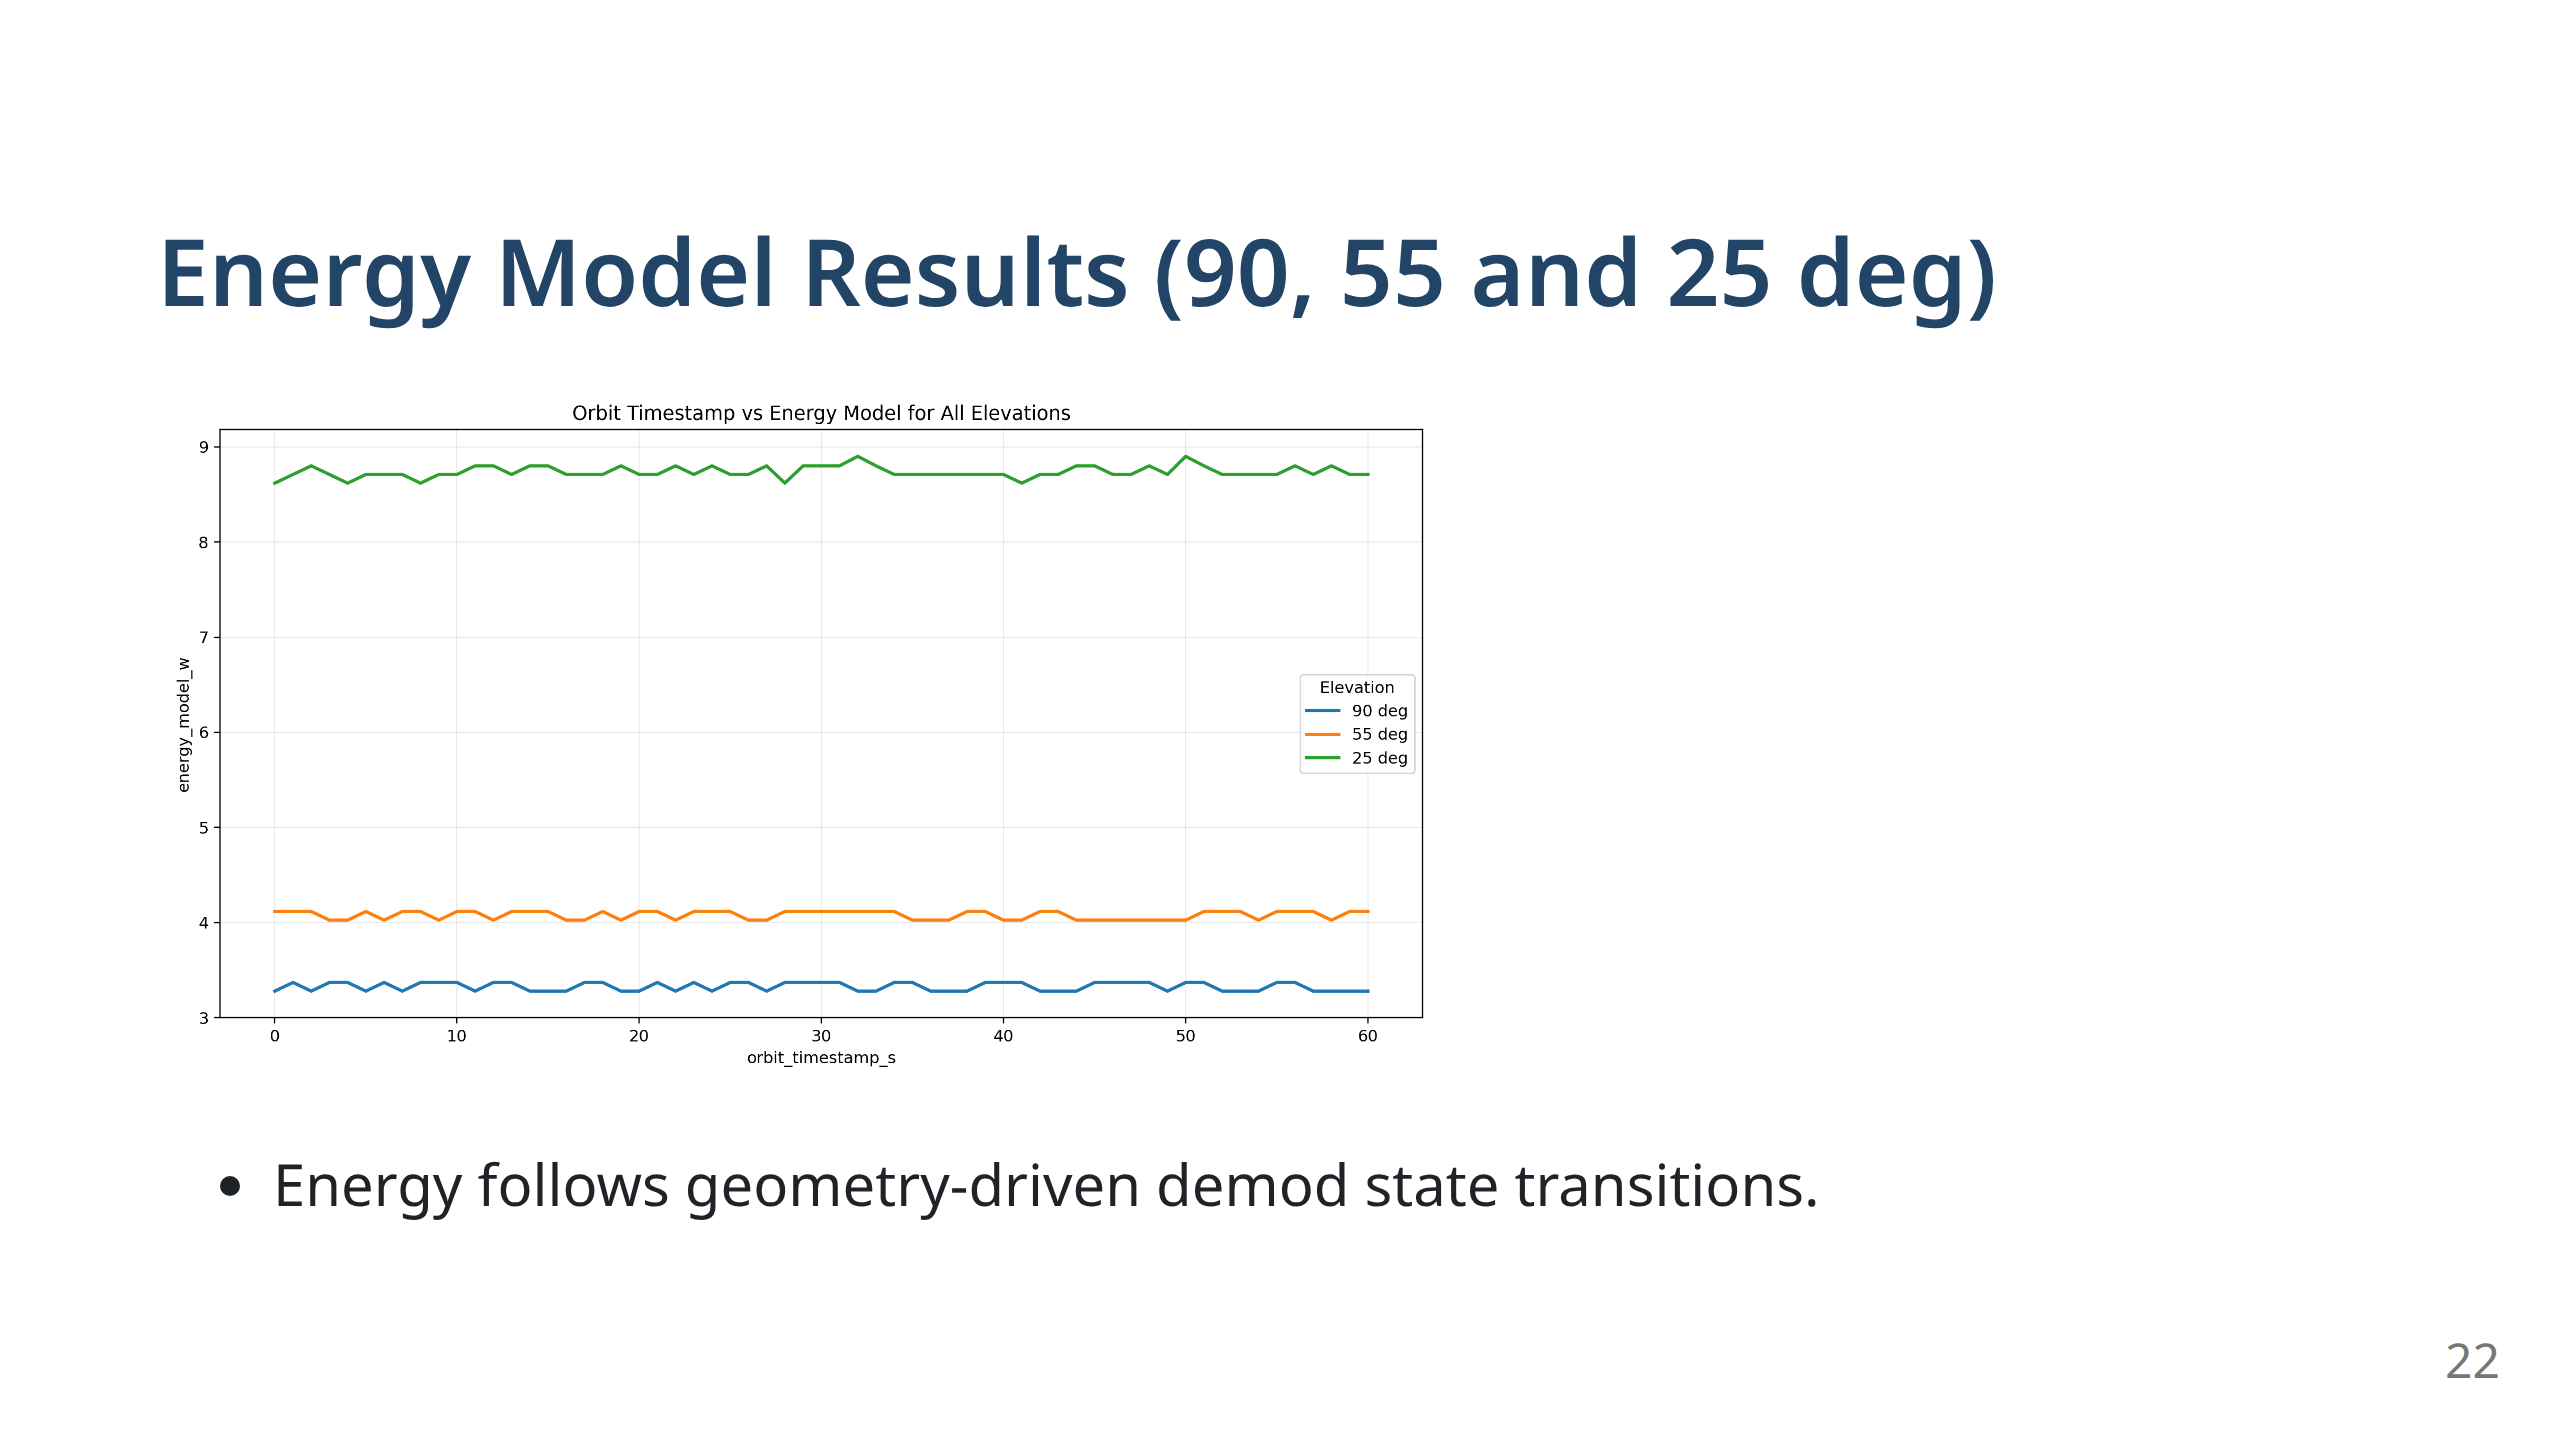 Energy Model Results (90, 55 and 25 deg)
Orbit Timestamp vs Energy Model for All Elevations
9
8
7
6
5
4
3
energy_model_w
Elevation
90 deg
55 deg
25 deg
0 10 20 30 40 50 60
orbit_timestamp_s
• Energy follows geometry-driven demod state transitions.
22